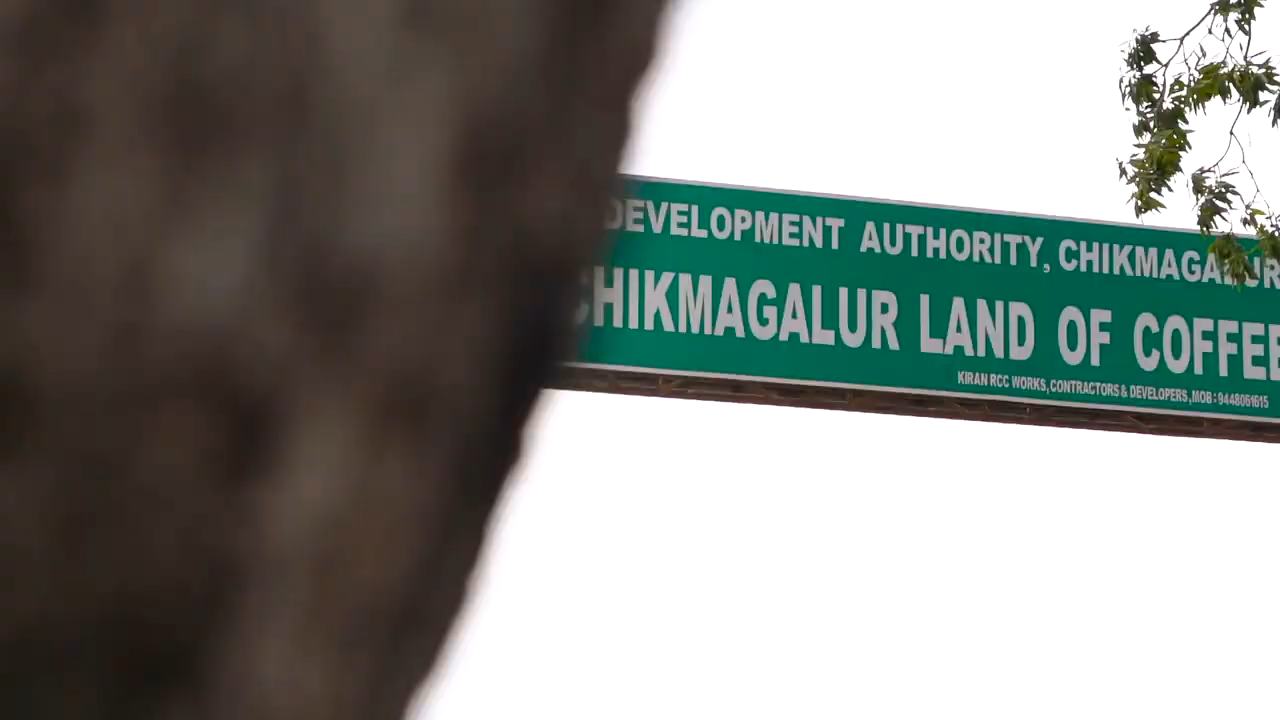 DEVELOPMENT AUTHORITY, CHIKMAGALUR
CHIKMAGALUR LAND OF COFFEE
KIRAN RCC WORKS, CONTRACTORS & DEVELOPERS, MOB: 9448061615